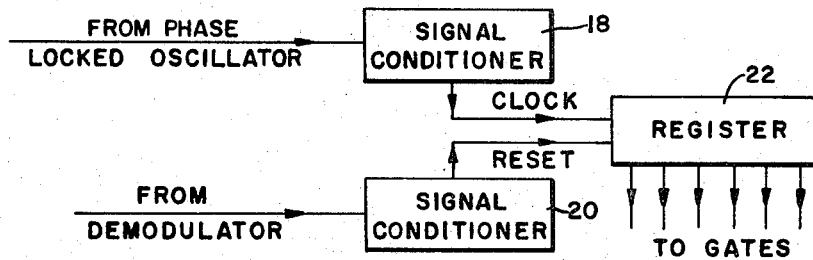 FROM PHASE
LOCKED OSCILLATOR
SIGNAL
CONDITIONER
18
CLOCK
22
REGISTER
RESET
FROM
DEMODULATOR
SIGNAL
CONDITIONER
20
TO GATES